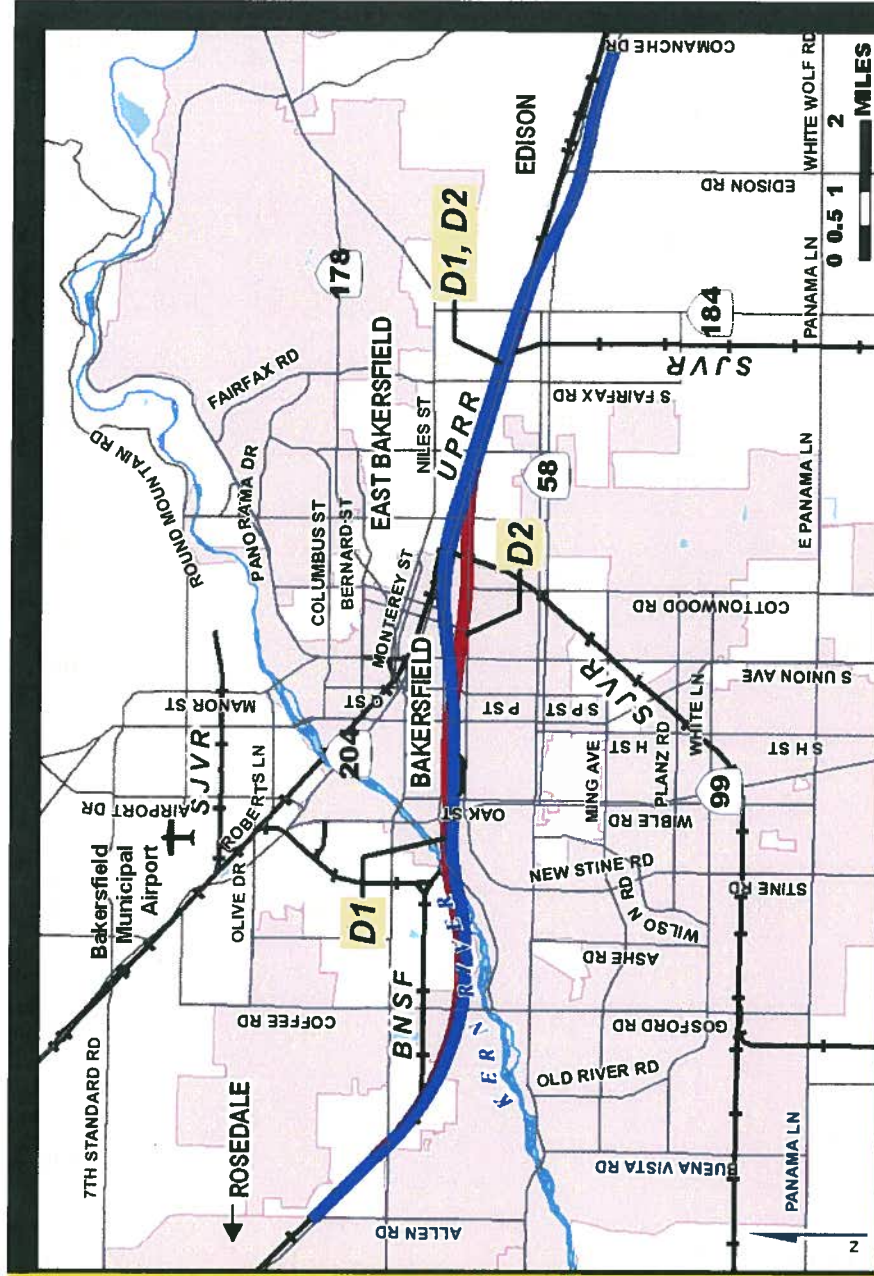 7TH STANDARD RD
ROSEDALE
ALLEN RD
Bakersfield
Municipal
Airport
AIRPORT DR
SJVR
ROBERTS LN
OLIVE DR
MANOR ST
204
COFFEE RD
BNSF
D1
KERN RIVER
ROUND MOUNTAIN RD
PANORAMA DR
FAIRFAX RD
COLUMBUS ST
BERNARD ST
178
EAST BAKERSFIELD
MONTEREY ST
Q ST
NILES ST
BAKERSFIELD
UPRR
D1, D2
EDISON
COMANCHE DR
OAK ST
P ST
D2
58
S P ST
H ST
SJVR
MING AVE
PLANZ RD
WHITE LN
WIBLE RD
NEW STINE RD
WILSON RD
STINE RD
ASHE RD
GOSFORD RD
OLD RIVER RD
BUENA VISTA RD
99
S H ST
S UNION AVE
COTTONWOOD RD
S FAIRFAX RD
184
SJVR
EDISON RD
PANAMA LN
E PANAMA LN
PANAMA LN
WHITE WOLF RD
N
0 0.5 1 2
MILES